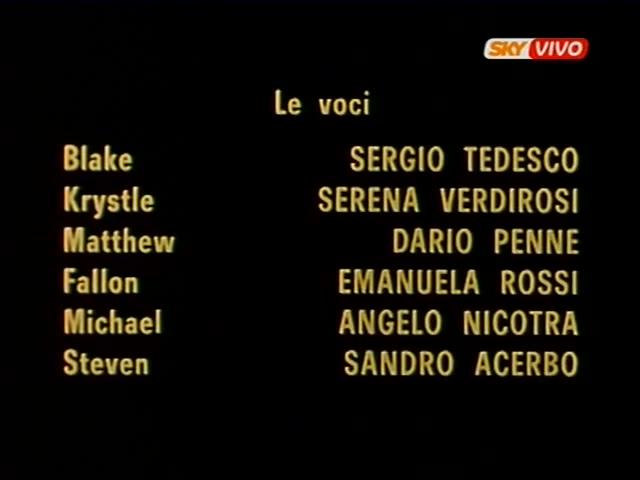 SKY VIVO
Le voci
Blake SERGIO TEDESCO
Krystle SERENA VERDIROSI
Matthew DARIO PENNE
Fallon EMANUELA ROSSI
Michael ANGELO NICOTRA
Steven SANDRO ACERBO